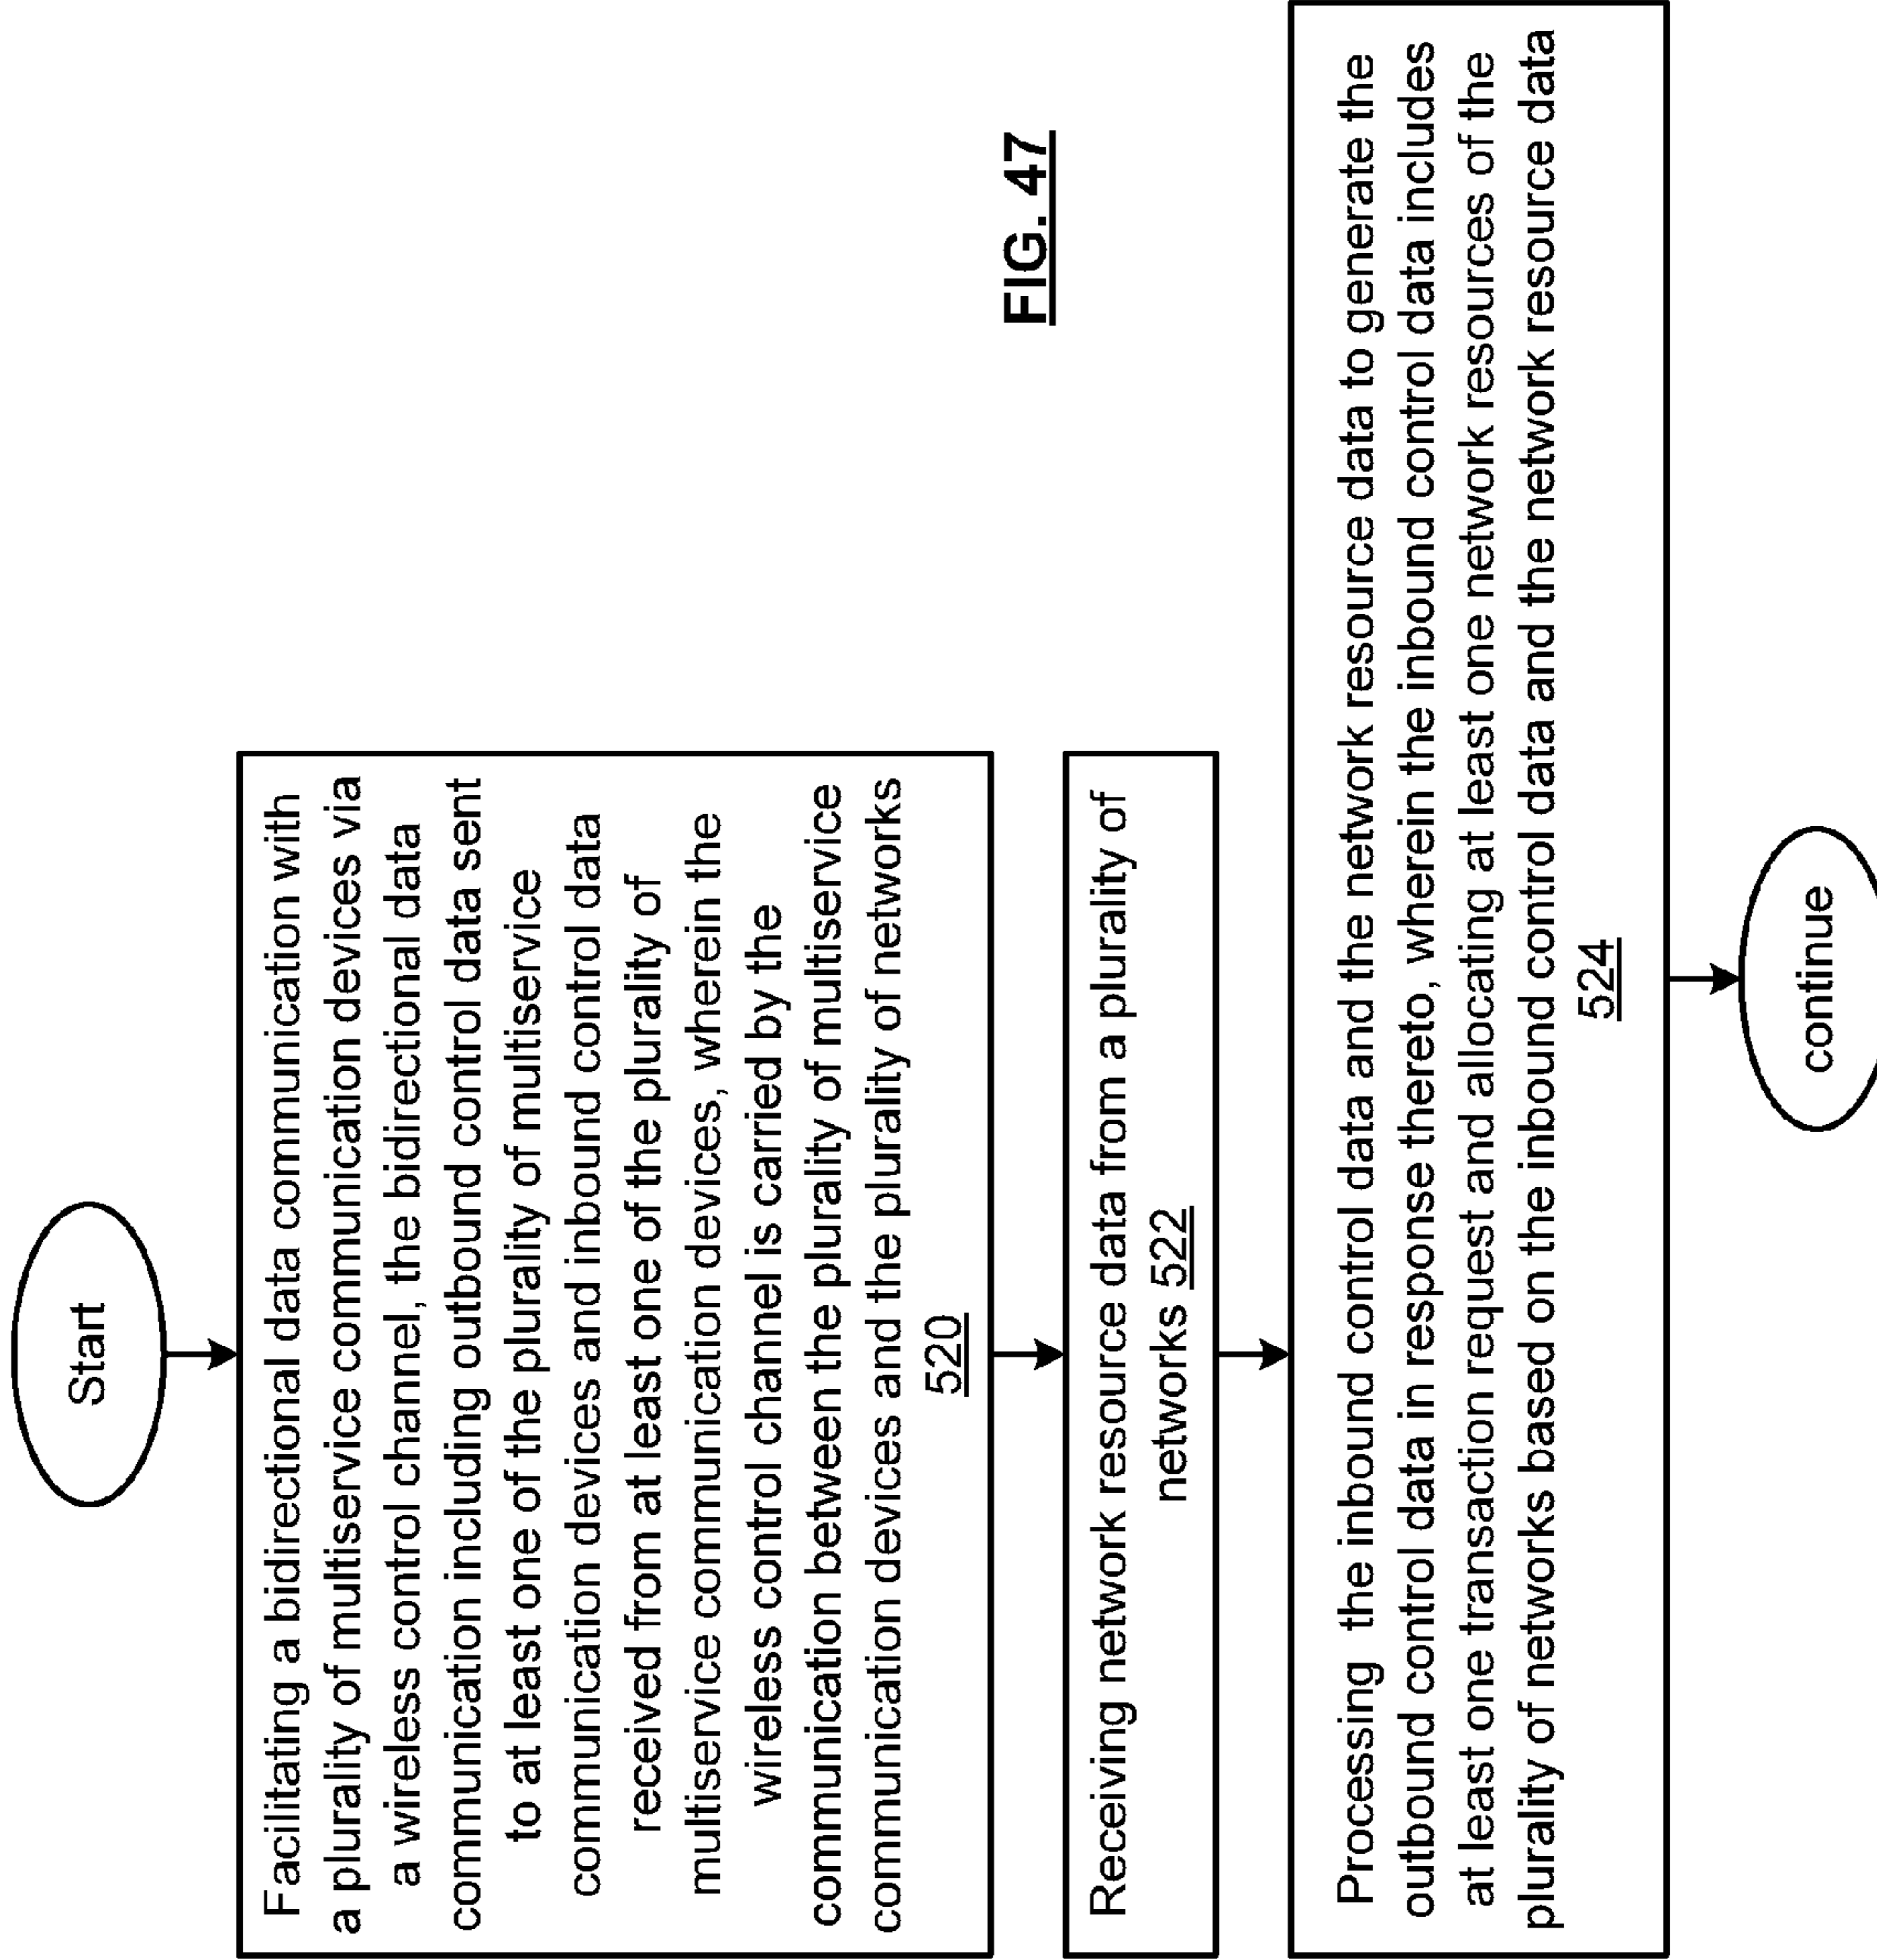 Start
Facilitating a bidirectional data communication with
a plurality of multiservice communication devices via
a wireless control channel, the bidirectional data
communication including outbound control data sent
to at least one of the plurality of multiservice
communication devices and inbound control data
received from at least one of the plurality of
multiservice communication devices, wherein the
wireless control channel is carried by the
communication between the plurality of multiservice
communication devices and the plurality of networks
520
Receiving network resource data from a plurality of
networks 522
Processing the inbound control data and the network resource data to generate the
outbound control data in response thereto, wherein the inbound control data includes
at least one transaction request and allocating at least one network resources of the
plurality of networks based on the inbound control data and the network resource data
524
continue
FIG. 47